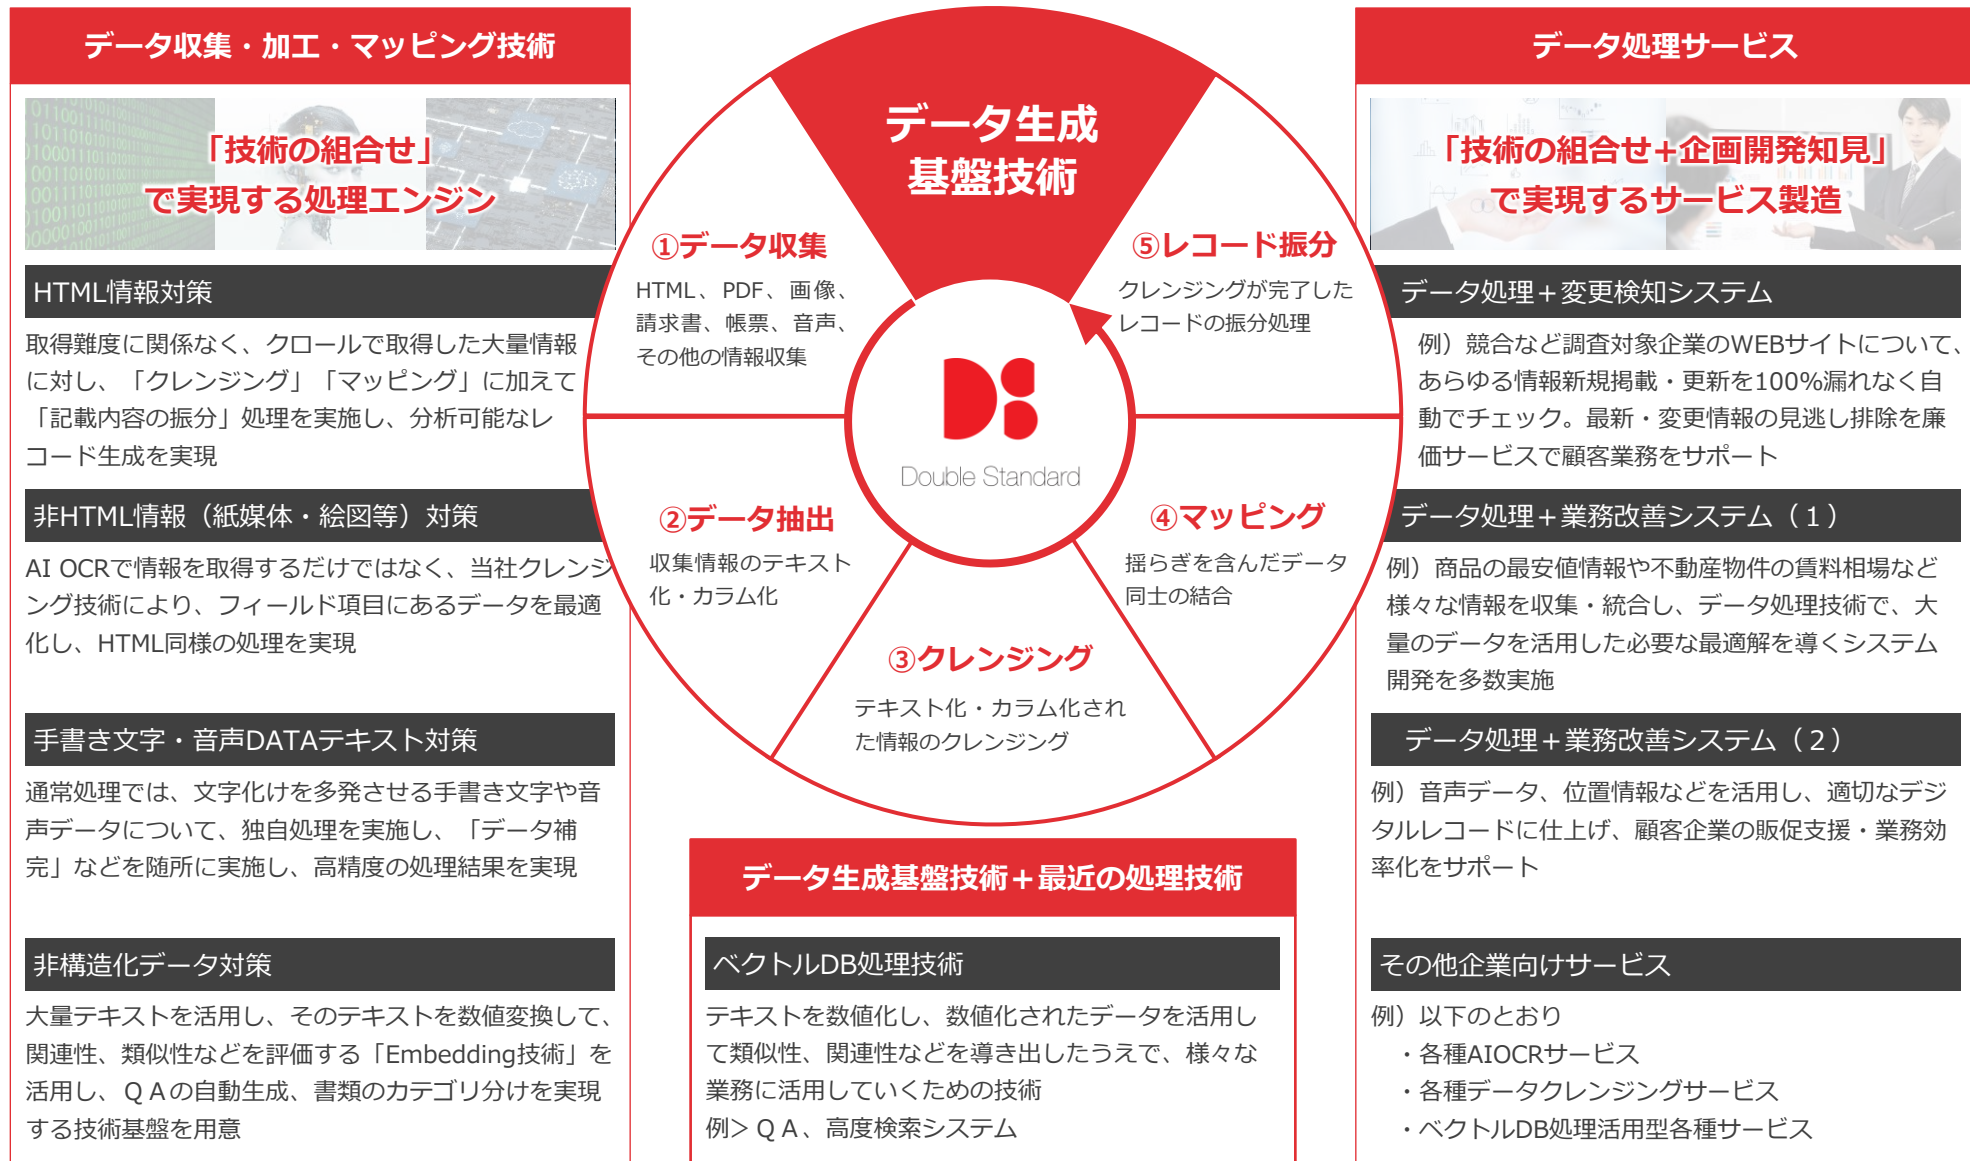 データ収集・加工・マッピング技術
「技術の組合せ」
で実現する処理エンジン
HTML情報対策
取得難度に関係なく、クロールで取得した大量情報
に対し、「クレンジング」「マッピング」に加えて
「記載内容の振分」処理を実施し、分析可能なレ
コード生成を実現
非HTML情報（紙媒体・絵図等）対策
AI OCRで情報を取得するだけではなく、当社クレンジ
ング技術により、フィールド項目にあるデータを最適
化し、HTML同様の処理を実現
手書き文字・音声DATAテキスト対策
通常処理では、文字化けを多発させる手書き文字や音
声データについて、独自処理を実施し、「データ補
完」などを随所に実施し、高精度の処理結果を実現
非構造化データ対策
大量テキストを活用し、そのテキストを数値変換して、
関連性、類似性などを評価する「Embedding技術」を
活用し、ＱＡの自動生成、書類のカテゴリ分けを実現
する技術基盤を用意
データ生成
基盤技術
①データ収集
HTML、PDF、画像、
請求書、帳票、音声、
その他の情報収集
②データ抽出
収集情報のテキスト
化・カラム化
③クレンジング
テキスト化・カラム化され
た情報のクレンジング
④マッピング
揺らぎを含んだデータ
同士の結合
⑤レコード振分
クレンジングが完了した
レコードの振分処理
Double Standard
データ生成基盤技術＋最近の処理技術
ベクトルDB処理技術
テキストを数値化し、数値化されたデータを活用し
て類似性、関連性などを導き出したうえで、様々な
業務に活用していくための技術
例＞ＱＡ、高度検索システム
データ処理サービス
「技術の組合せ+企画開発知見」
で実現するサービス製造
データ処理＋変更検知システム
例）競合など調査対象企業のWEBサイトについて、
あらゆる情報新規掲載・更新を100%漏れなく自
動でチェック。最新・変更情報の見逃し排除を廉
価サービスで顧客業務をサポート
データ処理＋業務改善システム（１）
例）商品の最安値情報や不動産物件の賃料相場など
様々な情報を収集・統合し、データ処理技術で、大
量のデータを活用した必要な最適解を導くシステム
開発を多数実施
データ処理＋業務改善システム（２）
例）音声データ、位置情報などを活用し、適切なデジ
タルレコードに仕上げ、顧客企業の販促支援・業務効
率化をサポート
その他企業向けサービス
例）以下のとおり
・各種AIOCRサービス
・各種データクレンジングサービス
・ベクトルDB処理活用型各種サービス